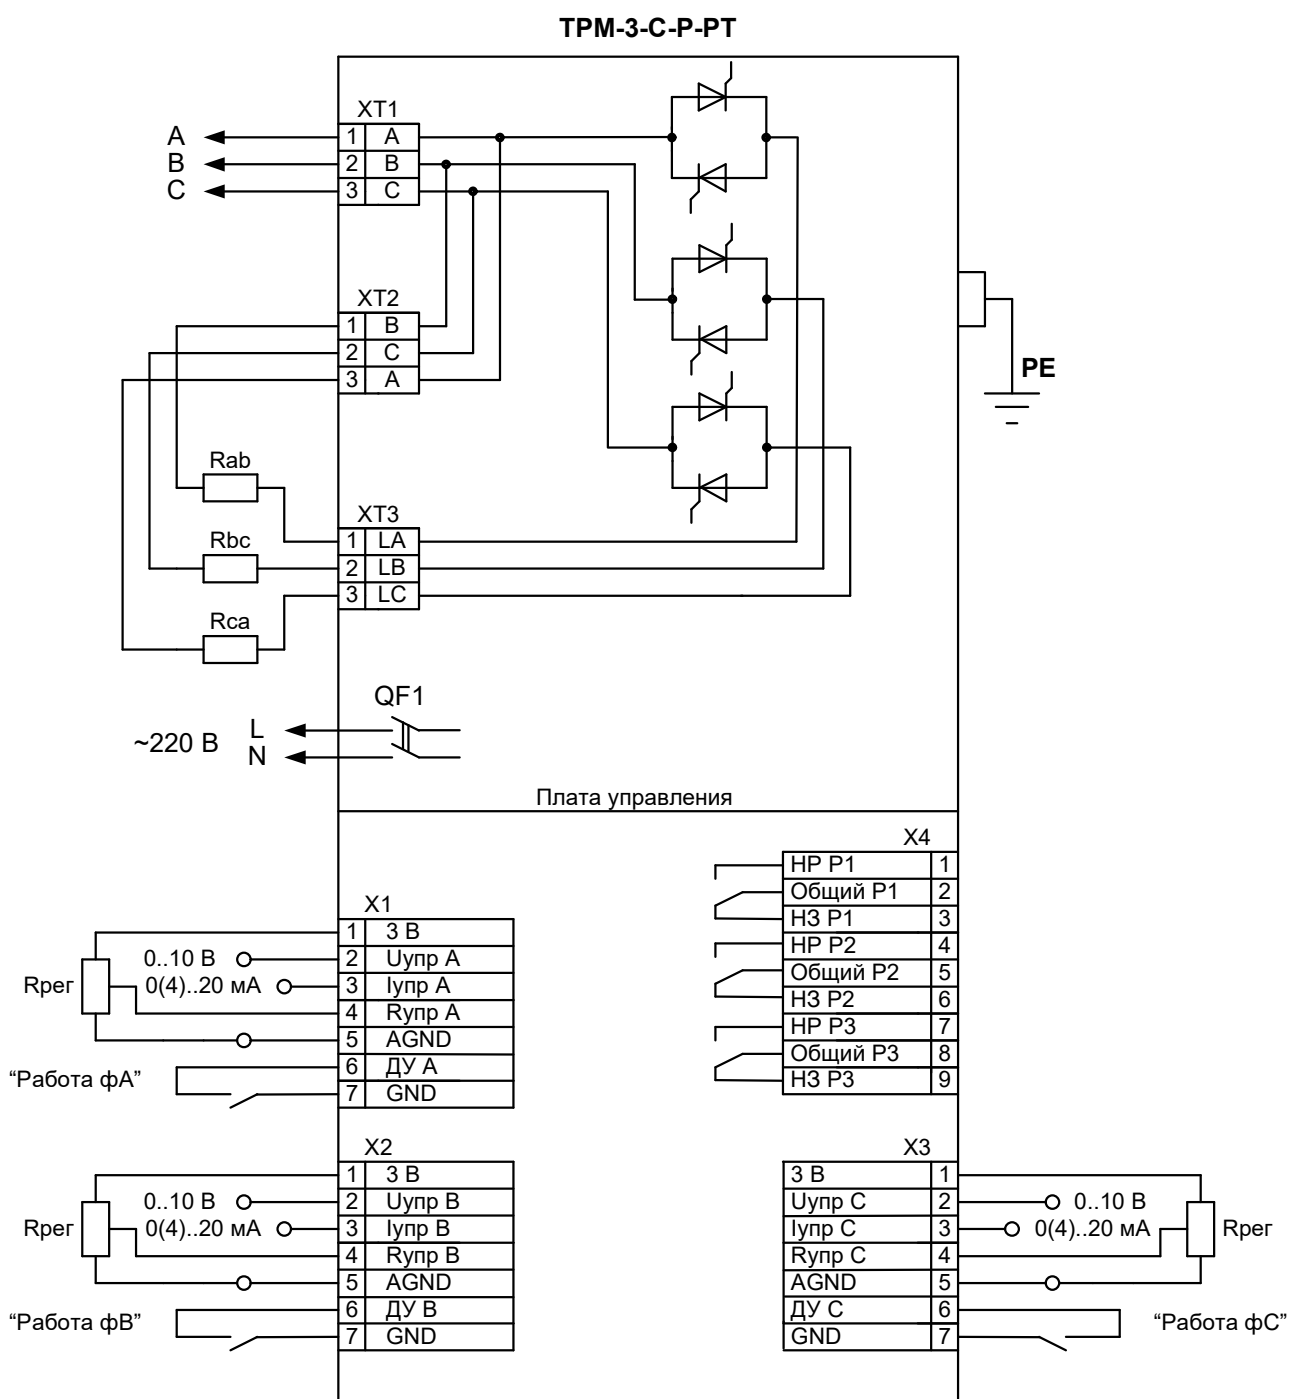 ТРМ-3-С-Р-РТ
XT1
A 1 A
B 2 B
C 3 C
XT2
1 B
2 C
3 A
PE
Rab
XT3
1 LA
Rbc
2 LB
3 LC
Rca
QF1
~220 В
L
N
Плата управления
X4
НР Р1 1
Общий Р1 2
НЗ Р1 3
НР Р2 4
Общий Р2 5
НЗ Р2 6
НР Р3 7
Общий Р3 8
НЗ Р3 9
X1
1 3 В
0..10 В 2 Uупр A
Rрег 0(4)..20 мА 3 Iупр A
4 Rупр A
5 AGND
“Работа фА” 6 ДУ А
7 GND
X2
1 3 В
0..10 В 2 Uупр B
Rрег 0(4)..20 мА 3 Iупр B
4 Rупр B
5 AGND
“Работа фВ” 6 ДУ В
7 GND
X3
3 В 1
Uупр C 2 0..10 В
Iупр C 3 0(4)..20 мА Rрег
Rупр C 4
AGND 5
ДУ С 6 “Работа фС”
GND 7